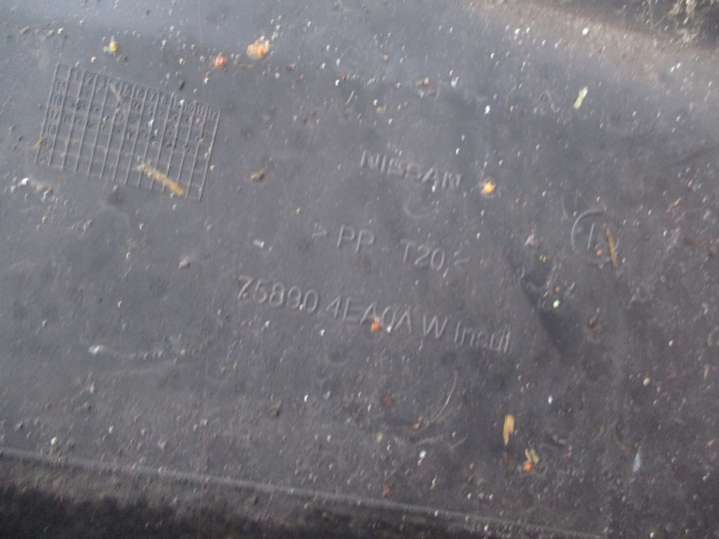 NISSAN
>PP-T20<
75890 4EA0A W Insul